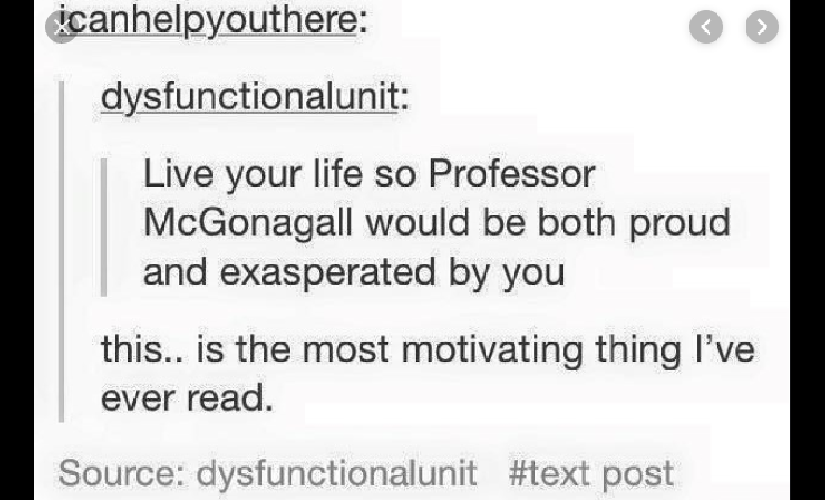 icanhelpyouthere:
dysfunctionalunit:
Live your life so Professor
McGonagall would be both proud
and exasperated by you
this.. is the most motivating thing I've
ever read.
Source: dysfunctionalunit #text post